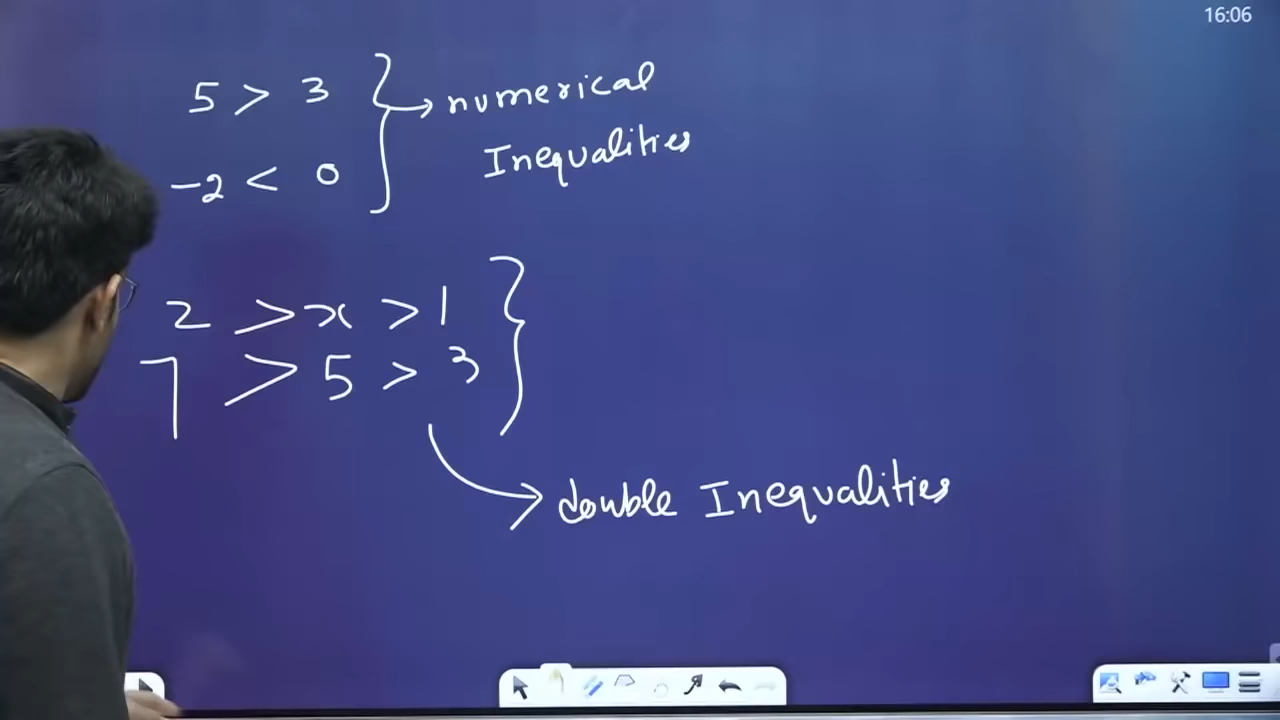 16:06
5 > 3
→ numerical
Inequalities
-2 < 0
2 > x > 1
7 > 5 > 3
→ double Inequalities